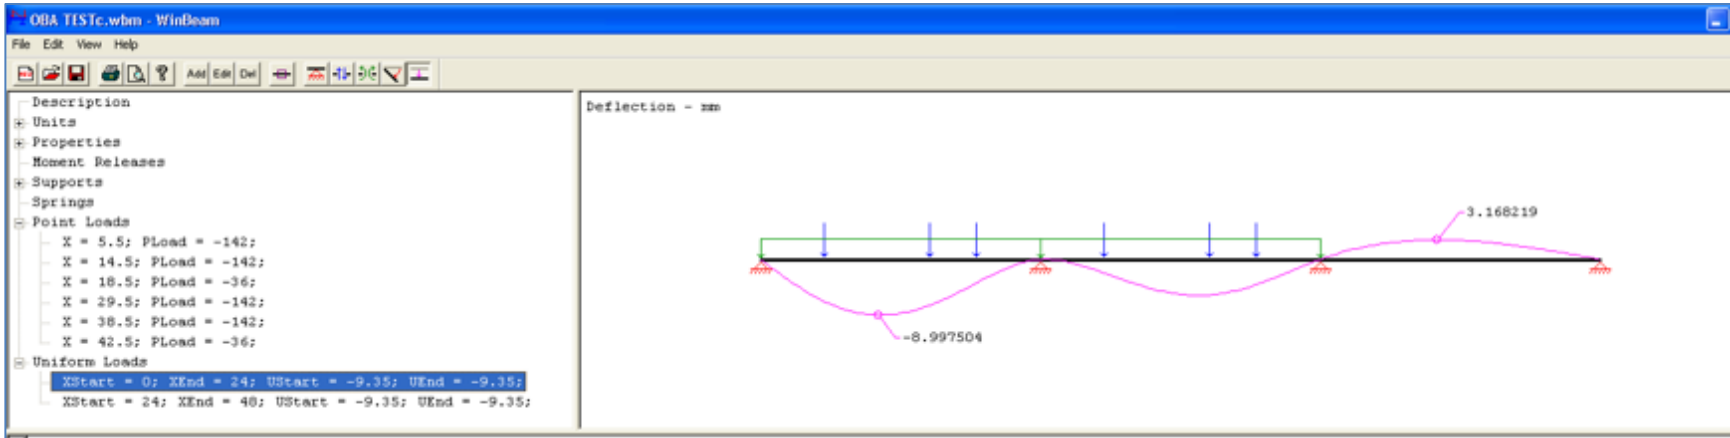 OBA TESTc.wbm - WinBeam
File Edit View Help
Add Edit Del
Description
Units
Properties
Moment Releases
Supports
Springs
Point Loads
X = 5.5; PLoad = -142;
X = 14.5; PLoad = -142;
X = 18.5; PLoad = -36;
X = 29.5; PLoad = -142;
X = 38.5; PLoad = -142;
X = 42.5; PLoad = -36;
Uniform Loads
XStart = 0; XEnd = 24; UStart = -9.35; UEnd = -9.35;
XStart = 24; XEnd = 48; UStart = -9.35; UEnd = -9.35;
Deflection - mm
3.168219
-8.997504